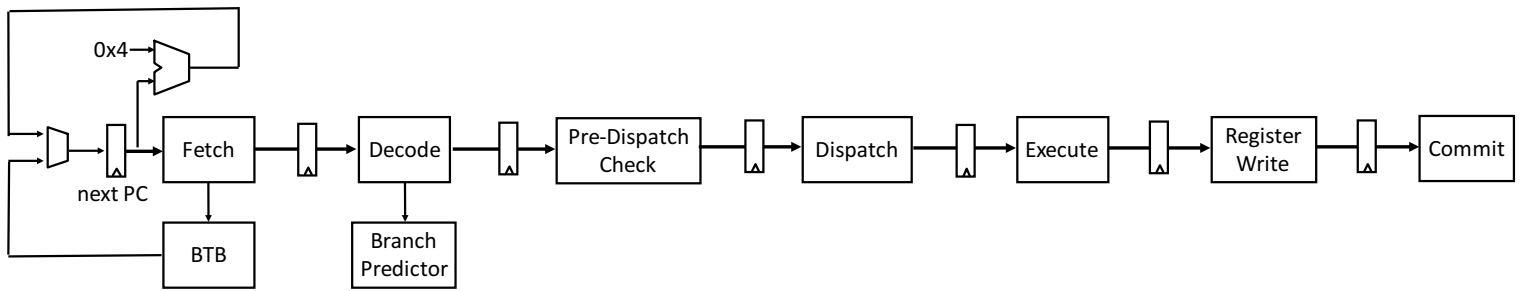 0x4
next PC
Fetch
BTB
Decode
Branch
Predictor
Pre-Dispatch
Check
Dispatch
Execute
Register
Write
Commit